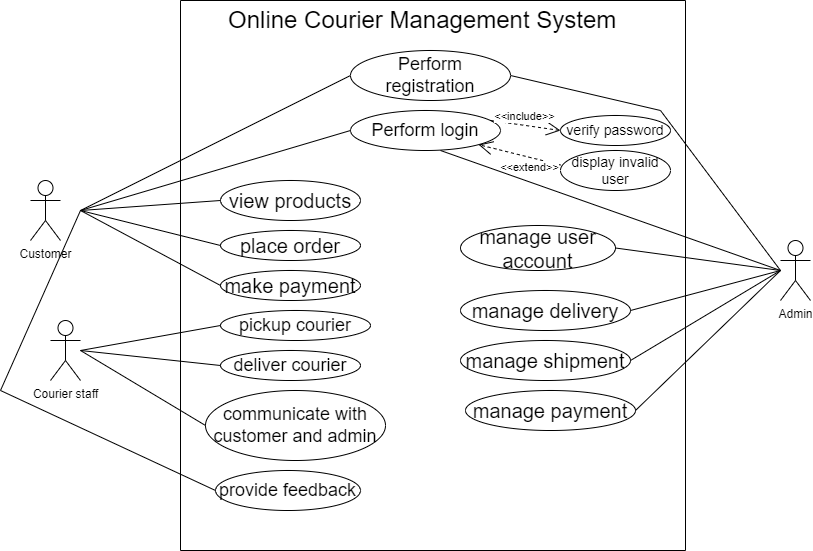 Online Courier Management System
Perform
registration
Perform login
<<include>>
verify password
<<extend>>
display invalid
user
view products
place order
make payment
pickup courier
deliver courier
communicate with
customer and admin
provide feedback
manage user
account
manage delivery
manage shipment
manage payment
Customer
Courier staff
Admin